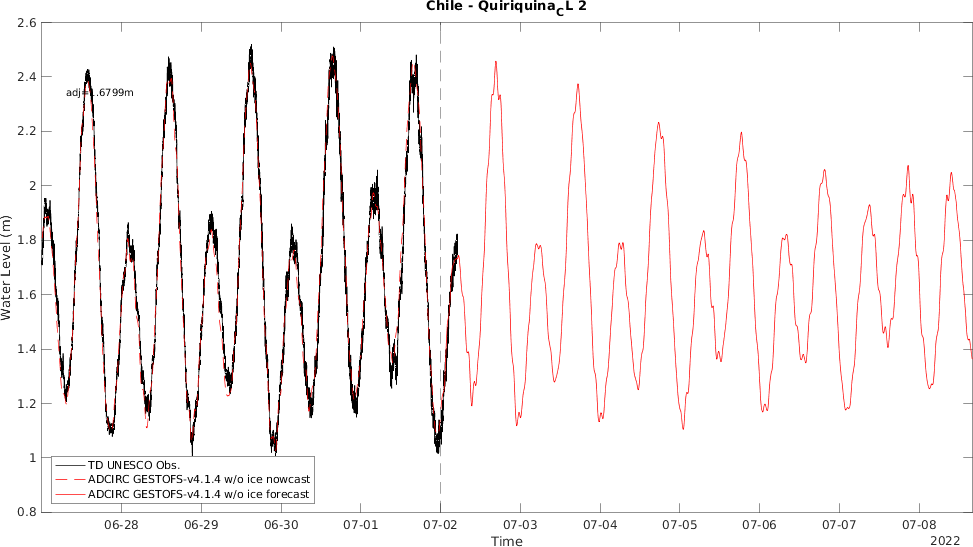 Chile - Quiriquina_CL 2
2.6
2.4
adj=1.6799m
2.2
2
1.8
1.6
1.4
1.2
1
0.8
Water Level (m)
TD UNESCO Obs.
ADCIRC GESTOFS-v4.1.4 w/o ice nowcast
ADCIRC GESTOFS-v4.1.4 w/o ice forecast
06-28 06-29 06-30 07-01 07-02 07-03 07-04 07-05 07-06 07-07 07-08
Time
2022